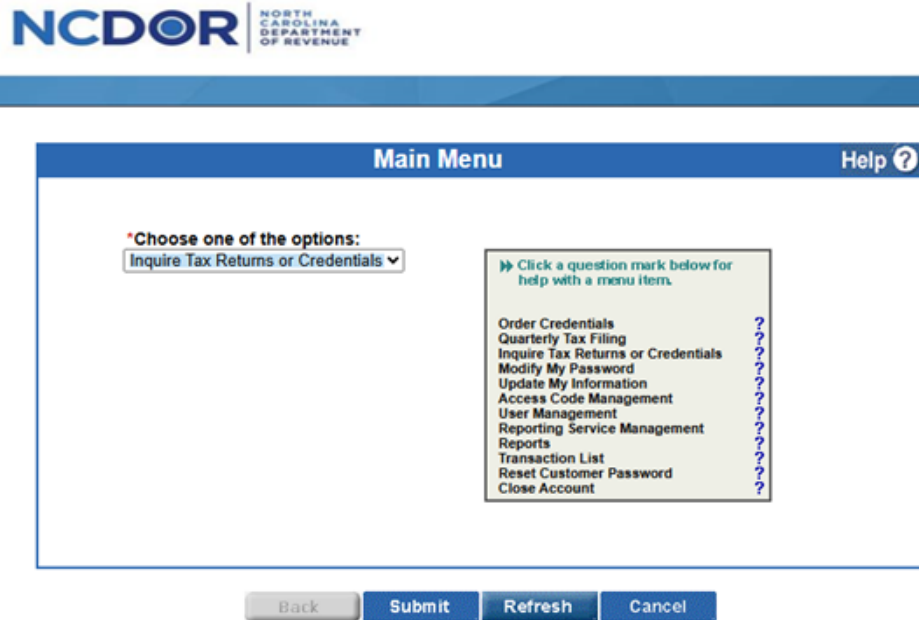 NCDOR
NORTH
CAROLINA
DEPARTMENT
OF REVENUE
Main Menu
Help ?
*Choose one of the options:
Inquire Tax Returns or Credentials
Click a question mark below for
help with a menu item.
Order Credentials ?
Quarterly Tax Filing ?
Inquire Tax Returns or Credentials ?
Modify My Password ?
Update My Information ?
Access Code Management ?
User Management ?
Reporting Service Management ?
Reports ?
Transaction List ?
Reset Customer Password ?
Close Account ?
Back Submit Refresh Cancel